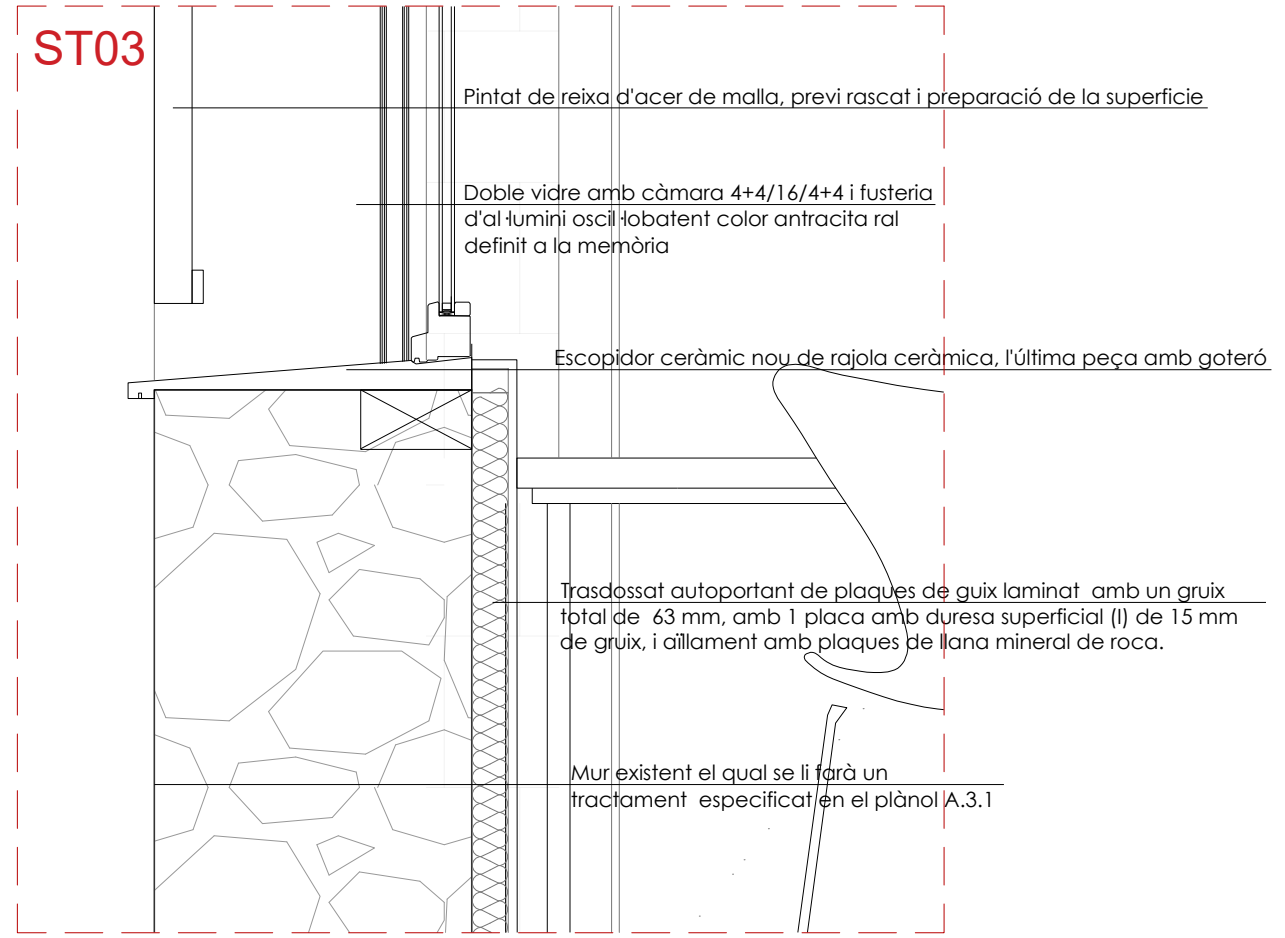 ST03
Pintat de reixa d'acer de malla, previ rascat i preparació de la superficie
Doble vidre amb càmara 4+4/16/4+4 i fusteria
d'al·lumini oscil·lobatent color antracita ral
definit a la memòria
Escopidor ceràmic nou de rajola ceràmica, l'última peça amb goteró
Trasdossat autoportant de plaques de guix laminat amb un gruix
total de 63 mm, amb 1 placa amb duresa superficial (I) de 15 mm
de gruix, i aïllament amb plaques de llana mineral de roca.
Mur existent el qual se li farà un
tractament especificat en el plànol A.3.1